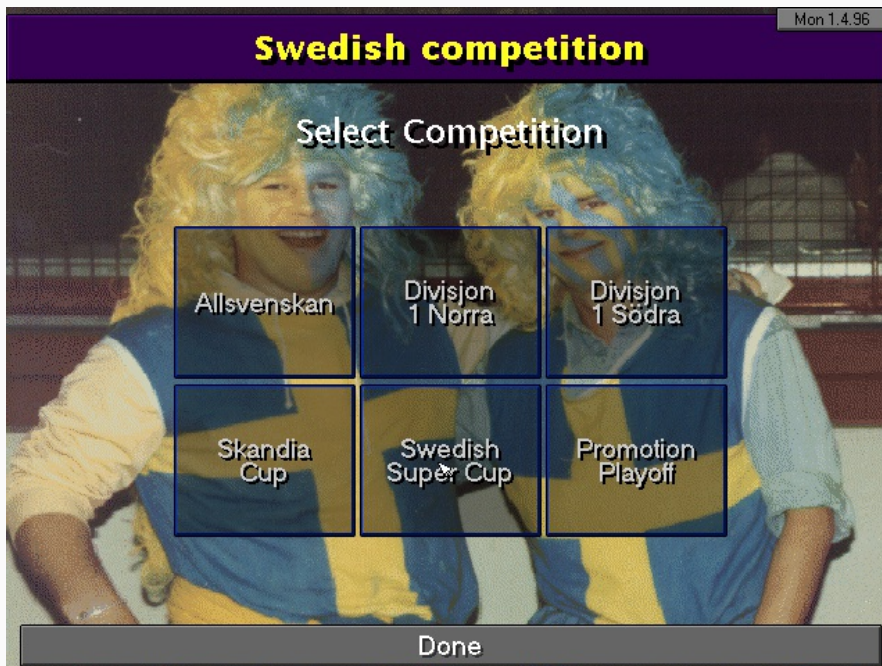 Mon 1.4.96
Swedish competition
Select Competition
Allsvenskan
Divisjon
1 Norra
Divisjon
1 Södra
Skandia
Cup
Swedish
Super Cup
Promotion
Playoff
Done